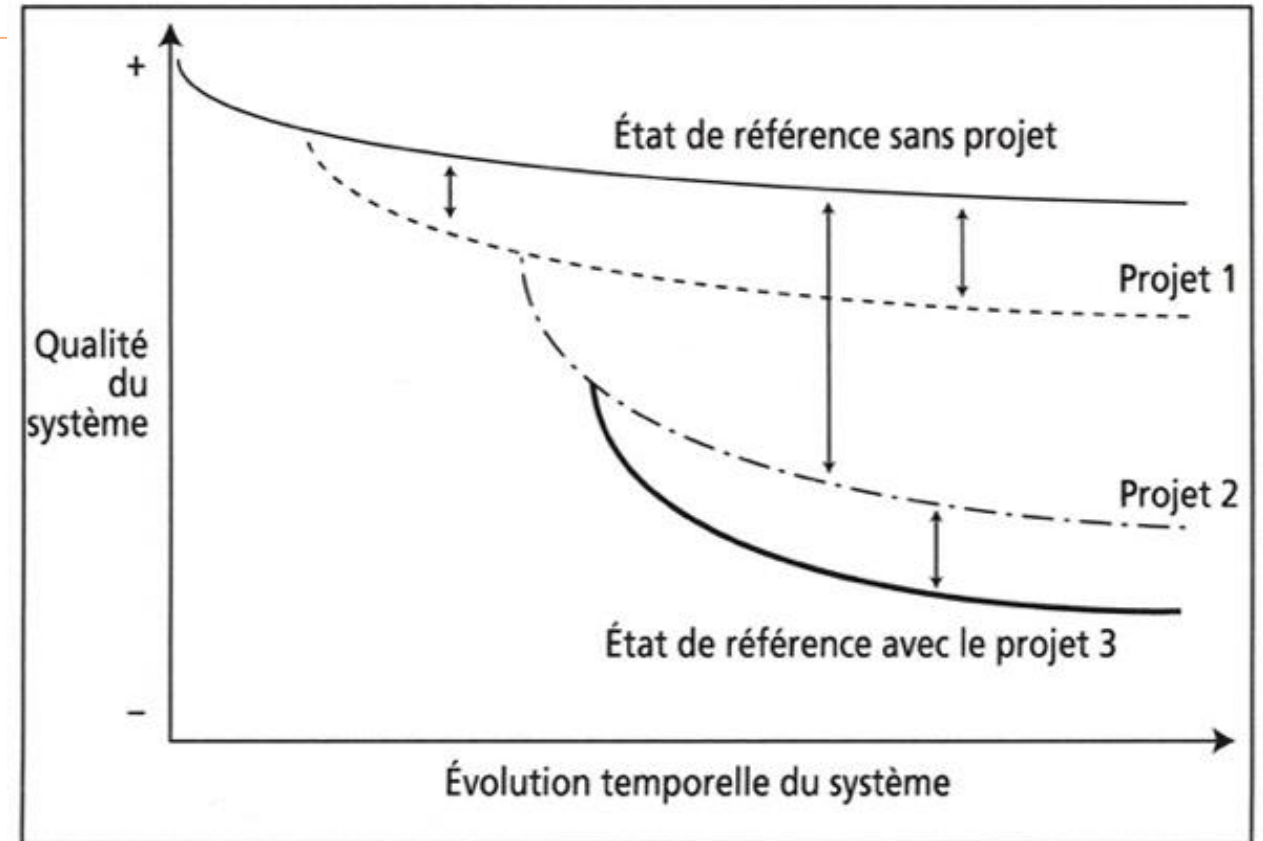 +
État de référence sans projet
Projet 1
Qualité
du
système
Projet 2
État de référence avec le projet 3
−
Évolution temporelle du système